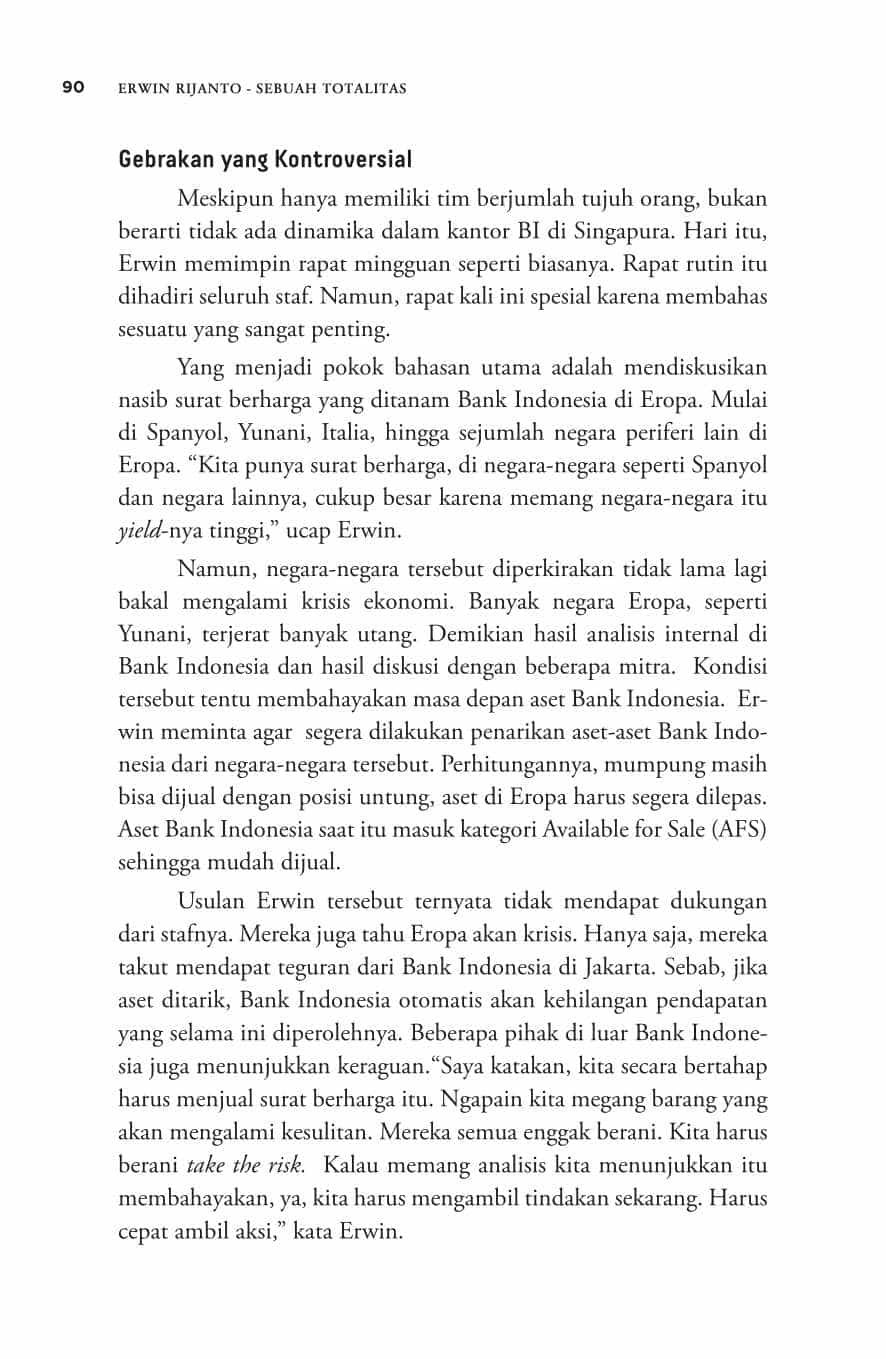 90 ERWIN RIJANTO - SEBUAH TOTALITAS
Gebrakan yang Kontroversial
Meskipun hanya memiliki tim berjumlah tujuh orang, bukan
berarti tidak ada dinamika dalam kantor BI di Singapura. Hari itu,
Erwin memimpin rapat mingguan seperti biasanya. Rapat rutin itu
dihadiri seluruh staf. Namun, rapat kali ini spesial karena membahas
sesuatu yang sangat penting.
Yang menjadi pokok bahasan utama adalah mendiskusikan
nasib surat berharga yang ditanam Bank Indonesia di Eropa. Mulai
di Spanyol, Yunani, Italia, hingga sejumlah negara periferi lain di
Eropa. “Kita punya surat berharga, di negara-negara seperti Spanyol
dan negara lainnya, cukup besar karena memang negara-negara itu
yield-nya tinggi,” ucap Erwin.
Namun, negara-negara tersebut diperkirakan tidak lama lagi
bakal mengalami krisis ekonomi. Banyak negara Eropa, seperti
Yunani, terjerat banyak utang. Demikian hasil analisis internal di
Bank Indonesia dan hasil diskusi dengan beberapa mitra.  Kondisi
tersebut tentu membahayakan masa depan aset Bank Indonesia.  Er-
win meminta agar  segera dilakukan penarikan aset-aset Bank Indo-
nesia dari negara-negara tersebut. Perhitungannya, mumpung masih
bisa dijual dengan posisi untung, aset di Eropa harus segera dilepas.
Aset Bank Indonesia saat itu masuk kategori Available for Sale (AFS)
sehingga mudah dijual.
Usulan Erwin tersebut ternyata tidak mendapat dukungan
dari stafnya. Mereka juga tahu Eropa akan krisis. Hanya saja, mereka
takut mendapat teguran dari Bank Indonesia di Jakarta. Sebab, jika
aset ditarik, Bank Indonesia otomatis akan kehilangan pendapatan
yang selama ini diperolehnya. Beberapa pihak di luar Bank Indone-
sia juga menunjukkan keraguan.“Saya katakan, kita secara bertahap
harus menjual surat berharga itu. Ngapain kita megang barang yang
akan mengalami kesulitan. Mereka semua enggak berani. Kita harus
berani take the risk.  Kalau memang analisis kita menunjukkan itu
membahayakan, ya, kita harus mengambil tindakan sekarang. Harus
cepat ambil aksi,” kata Erwin.